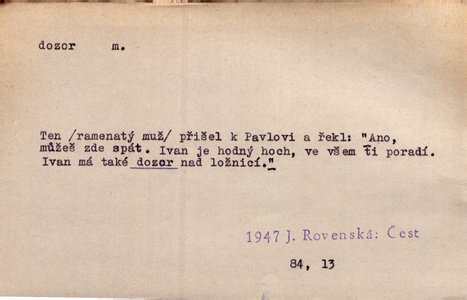 dozor m.
Ten /ramenatý muž/ přišel k Pavlovi a řekl: "Ano,
můžeš zde spát. Ivan je hodný hoch, ve všem ti poradí.
Ivan má také dozor nad ložnicí."
1947 J. Rovenská: Čest
84, 13